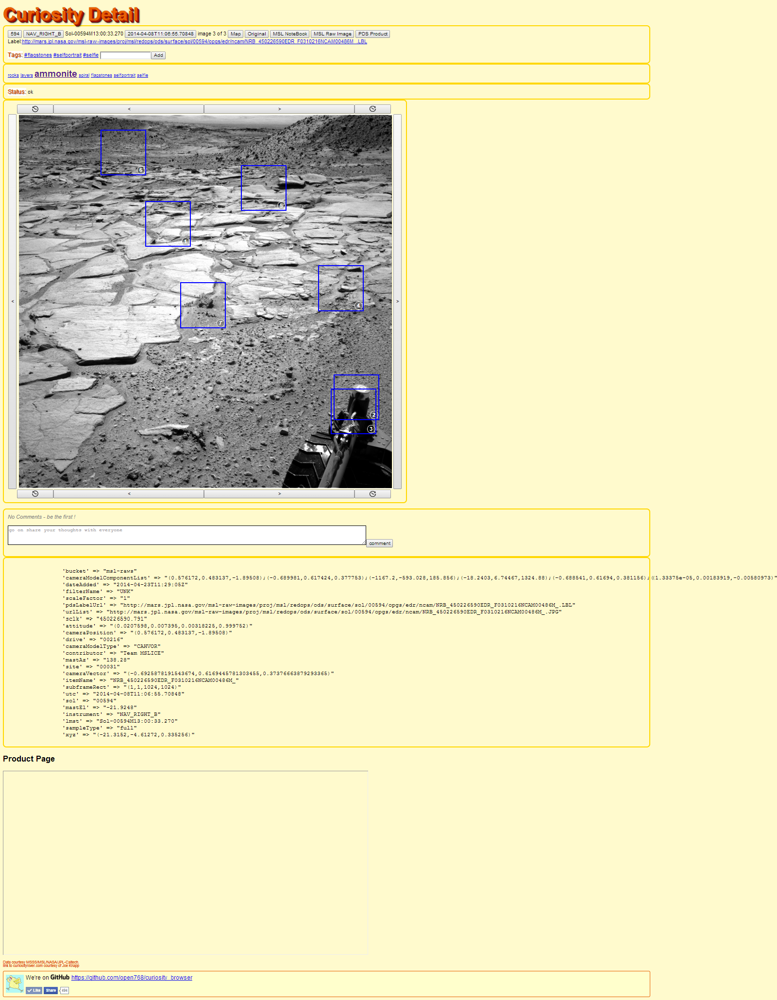 Curiosity Detail
594 NAV_RIGHT_B Sol-00594M13:00:33.270 2014-04-08T11:06:55.70848 image 3 of 3 Map Original MSL NoteBook MSL Raw Image PDS Product
Label:http://mars.jpl.nasa.gov/msl-raw-images/proj/msl/redops/ods/surface/sol/00594/opgs/edr/ncam/NRB_450226590EDR_F0310216NCAM00486M_.LBL
Tags: #flagstones #selfportrait #selfie Add
rocks layers ammonite spiral flagstones selfportrait selfie
Status: ok
< >
6
5
1
< >
4
7
2
3
< >
No Comments - be the first !
go on share your thoughts with everyone
comment
'bucket' => "msl-raws"
'cameraModelComponentList' => "(0.576172,0.483137,-1.89508);(-0.689981,0.617424,0.377753);(-1167.2,-593.028,185.856);(-18.2403,6.74467,1324.88);(-0.688541,0.61694,0.381156);((1.33375e-05,0.00183919,-0.00580973)"
'dateAdded' => "2014-04-23T11:29:05Z"
'filterName' => "UNK"
'scaleFactor' => "1"
'pdsLabelUrl' => "http://mars.jpl.nasa.gov/msl-raw-images/proj/msl/redops/ods/surface/sol/00594/opgs/edr/ncam/NRB_450226590EDR_F0310216NCAM00486M_.LBL"
'urlList' => "http://mars.jpl.nasa.gov/msl-raw-images/proj/msl/redops/ods/surface/sol/00594/opgs/edr/ncam/NRB_450226590EDR_F0310216NCAM00486M_.JPG"
'sclk' => "450226590.791"
'attitude' => "(0.0207598,0.007395,0.00318225,0.999752)"
'cameraPosition' => "(0.576172,0.483137,-1.89508)"
'drive' => "00216"
'cameraModelType' => "CAHVOR"
'contributor' => "Team MSLICE"
'mastAz' => "138.28"
'site' => "00031"
'cameraVector' => "(-0.6925878191543674,0.6169445781303455,0.37376663879293365)"
'itemName' => "NRB_450226590EDR_F0310216NCAM00486M_"
'subframeRect' => "(1,1,1024,1024)"
'utc' => "2014-04-08T11:06:55.70848"
'sol' => "00594"
'mastEl' => "-21.9248"
'instrument' => "NAV_RIGHT_B"
'lmst' => "Sol-00594M13:00:33.270"
'sampleType' => "full"
'xyz' => "(-21.3152,-4.61272,0.335256)"
Product Page
Data courtesy MSSS/MSL/NASA/JPL-Caltech.
link to curiosityrover.com courtesy of Joe Knapp
We're on GitHub https://github.com/open768/curiosity_browser
Like Share 494